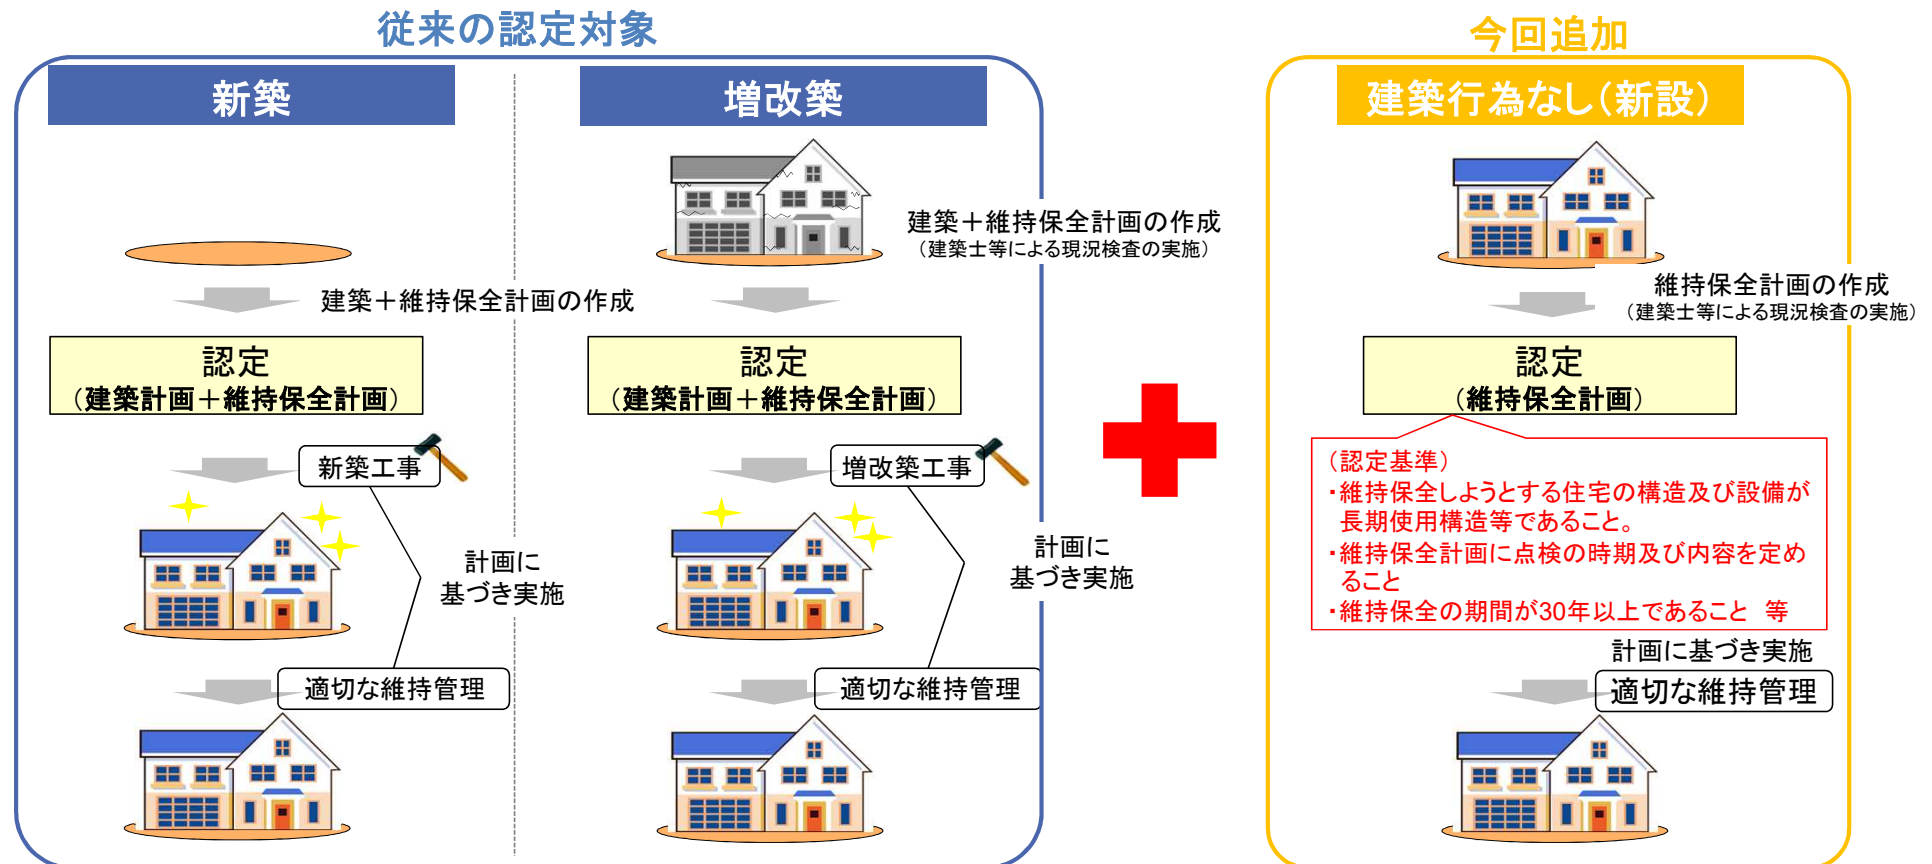 従来の認定対象
新築
建築＋維持保全計画の作成
認定
（建築計画＋維持保全計画）
新築工事
計画に
基づき実施
適切な維持管理
増改築
建築＋維持保全計画の作成
（建築士等による現況検査の実施）
認定
（建築計画＋維持保全計画）
増改築工事
計画に
基づき実施
適切な維持管理
今回追加
建築行為なし（新設）
維持保全計画の作成
（建築士等による現況検査の実施）
認定
（維持保全計画）
（認定基準）
・維持保全しようとする住宅の構造及び設備が
長期使用構造等であること。
・維持保全計画に点検の時期及び内容を定め
ること
・維持保全の期間が30年以上であること　等
計画に基づき実施
適切な維持管理